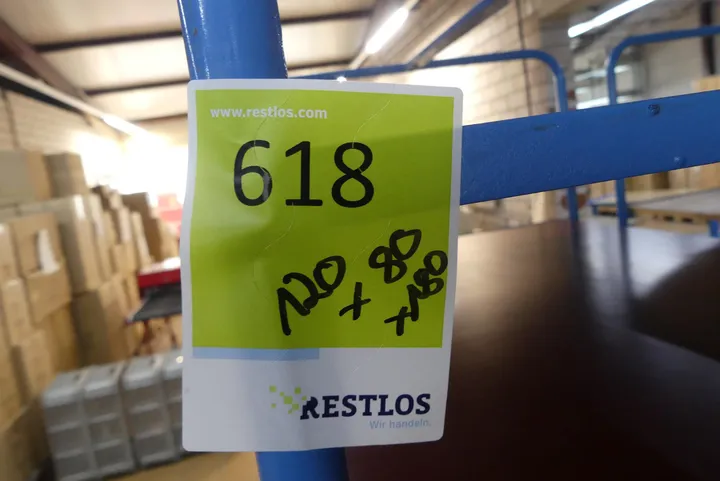 www.restlos.com
618
120 x 80
x 180
RESTLOS
Wir handeln.